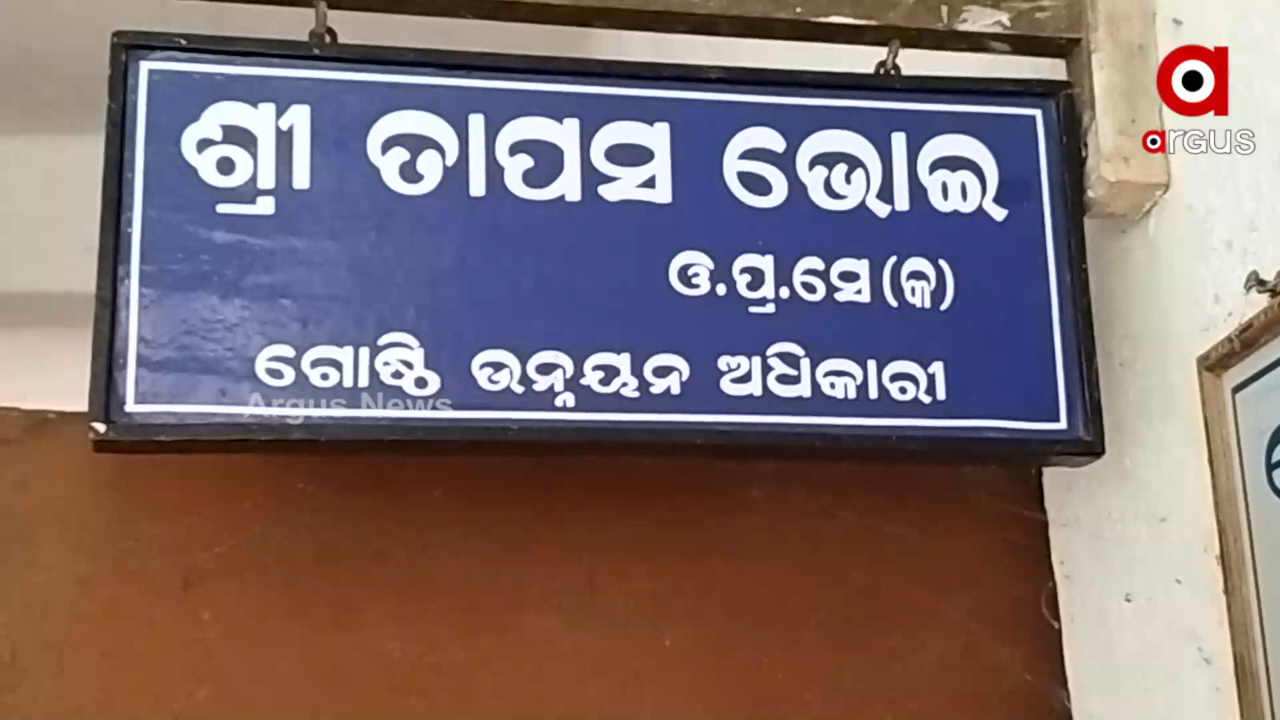 ଶ୍ରୀ ତାପସ ଭୋଇ
ଓ.ପ୍ର.ସେ(କ)
ଗୋଷ୍ଠି ଉନ୍ନୟନ ଅଧିକାରୀ
Argus News
argus